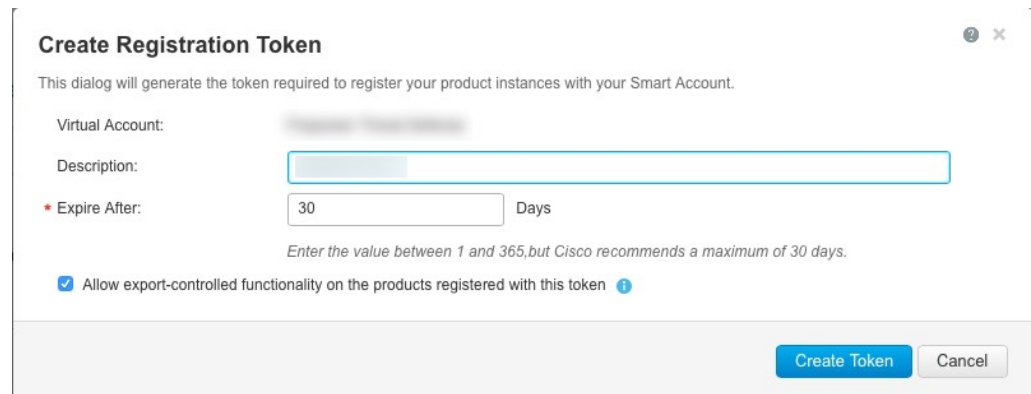 Create Registration Token
This dialog will generate the token required to register your product instances with your Smart Account.
Virtual Account:
Description:
* Expire After: 30 Days
Enter the value between 1 and 365,but Cisco recommends a maximum of 30 days.
Allow export-controlled functionality on the products registered with this token
Create Token Cancel